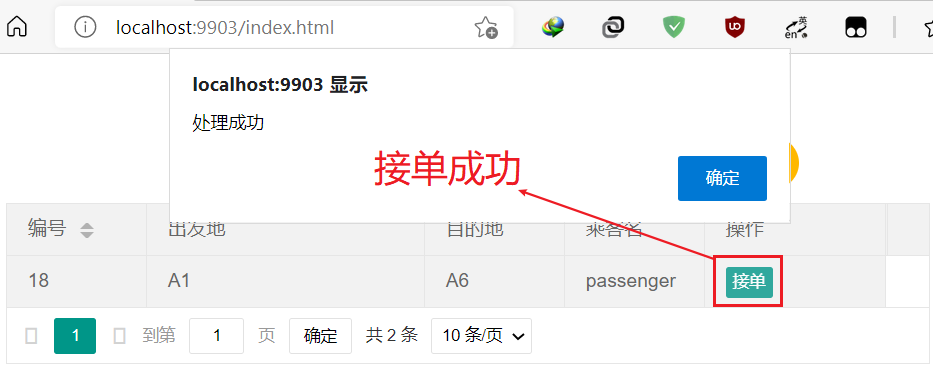 localhost:9903/index.html
英
en
localhost:9903 显示
处理成功
接单成功
确定
编号 出发地 目的地 乘客名 操作
18 A1 A6 passenger 接单
1 到第 1 页 确定 共 2 条 10 条/页